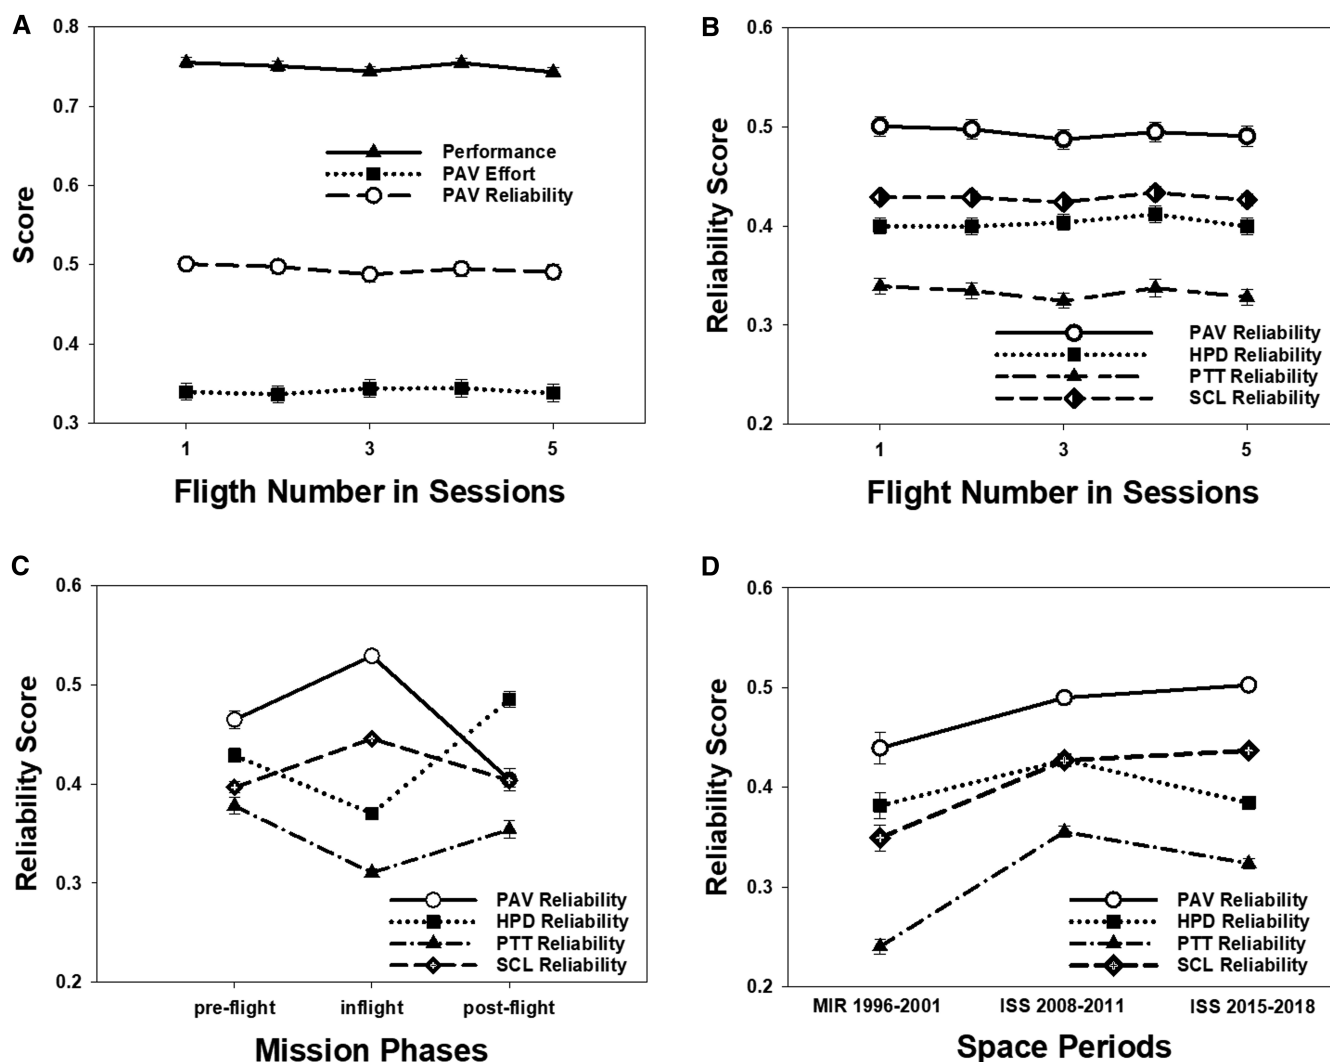 A
0.8
0.7
0.6
0.5
0.4
0.3
Score
Performance
PAV Effort
PAV Reliability
1
3
5
Fligth Number in Sessions
B
0.6
0.5
0.4
0.3
0.2
Reliability Score
PAV Reliability
HPD Reliability
PTT Reliability
SCL Reliability
1
3
5
Flight Number in Sessions
C
0.6
0.5
0.4
0.3
0.2
Reliability Score
PAV Reliability
HPD Reliability
PTT Reliability
SCL Reliability
pre-flight
inflight
post-flight
Mission Phases
D
0.6
0.5
0.4
0.3
0.2
Reliability Score
PAV Reliability
HPD Reliability
PTT Reliability
SCL Reliability
MIR 1996-2001
ISS 2008-2011
ISS 2015-2018
Space Periods